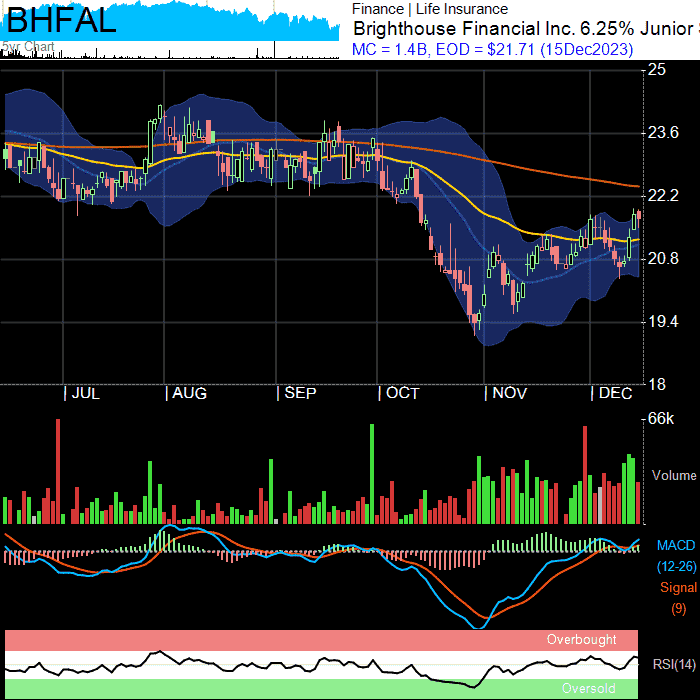 BHFAL
5yr Chart
Finance | Life Insurance
Brighthouse Financial Inc. 6.25% Junior
MC = 1.4B, EOD = $21.71 (15Dec2023)
25
23.6
22.2
20.8
19.4
18
JUL AUG SEP OCT NOV DEC
66k
Volume
MACD
(12-26)
Signal
(9)
Overbought
RSI(14)
Oversold